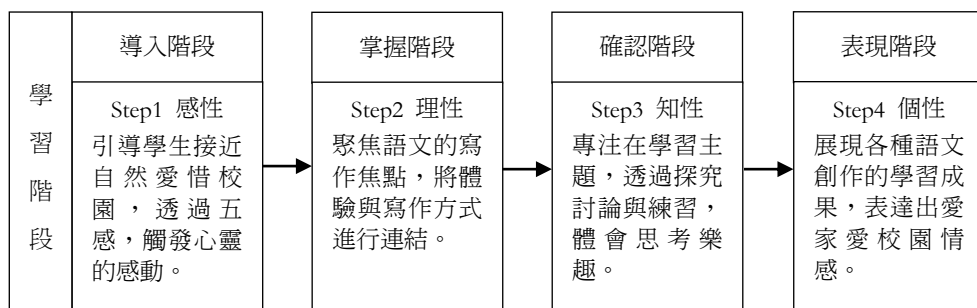 學習階段
導入階段
Step1 感性
引導學生接近
自然愛惜校
園，透過五
感，觸發心靈
的感動。
掌握階段
Step2 理性
聚焦語文的寫
作焦點，將體
驗與寫作方式
進行連結。
確認階段
Step3 知性
專注在學習主
題，透過探究
討論與練習，
體會思考樂
趣。
表現階段
Step4 個性
展現各種語文
創作的學習成
果，表達出愛
家愛校園情
感。